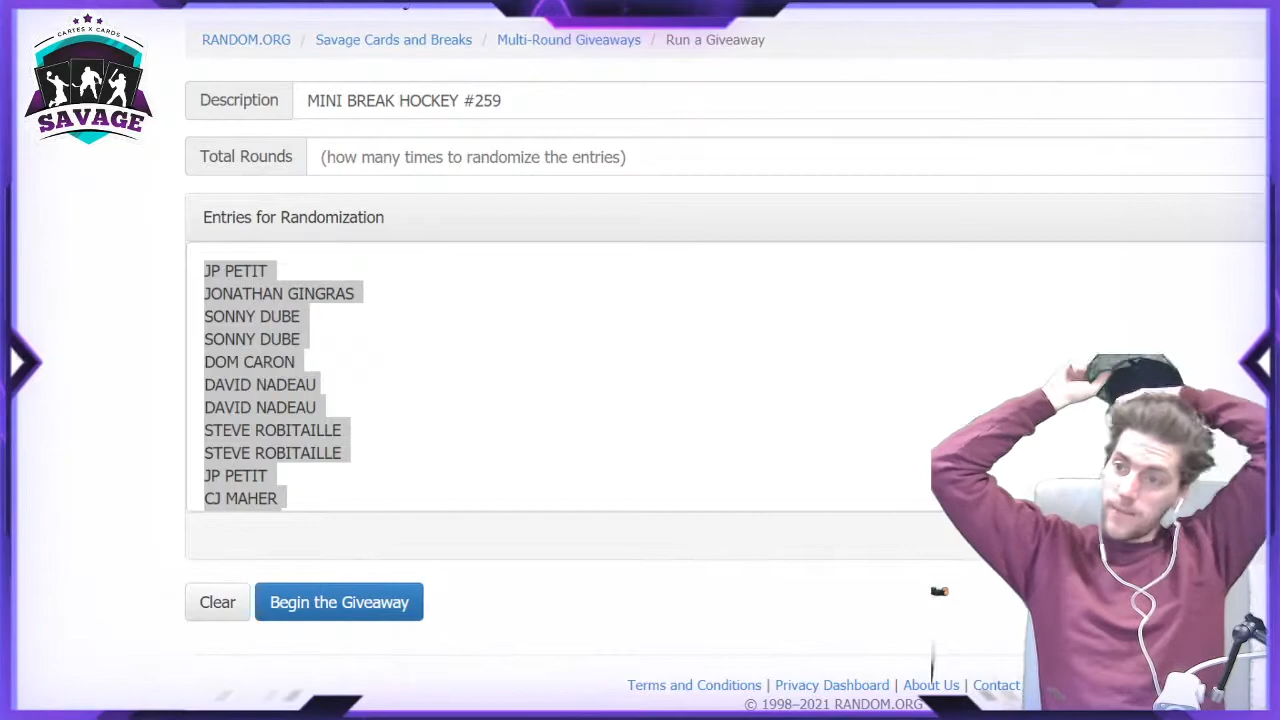 CARTES X CARDS
SAVAGE
RANDOM.ORG / Savage Cards and Breaks / Multi-Round Giveaways / Run a Giveaway
Description MINI BREAK HOCKEY #259
Total Rounds (how many times to randomize the entries)
Entries for Randomization
JP PETIT
JONATHAN GINGRAS
SONNY DUBE
SONNY DUBE
DOM CARON
DAVID NADEAU
DAVID NADEAU
STEVE ROBITAILLE
STEVE ROBITAILLE
JP PETIT
CJ MAHER
Clear Begin the Giveaway
Terms and Conditions | Privacy Dashboard | About Us | Contact
© 1998–2021 RANDOM.ORG